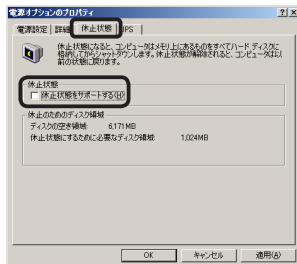 電源オプションのプロパティ
? ×
電源設定 詳細 休止状態 UPS
休止状態になると、コンピュータはメモリ上にあるものをすべてハード ディスクに
格納してからシャットダウンします。休止状態が解除されると、コンピュータは以
前の状態に戻ります。
休止状態
休止状態をサポートする(H)
休止のためのディスク領域
ディスクの空き領域: 6,171MB
休止状態にするために必要なディスク領域: 1,024MB
OK キャンセル 適用(A)